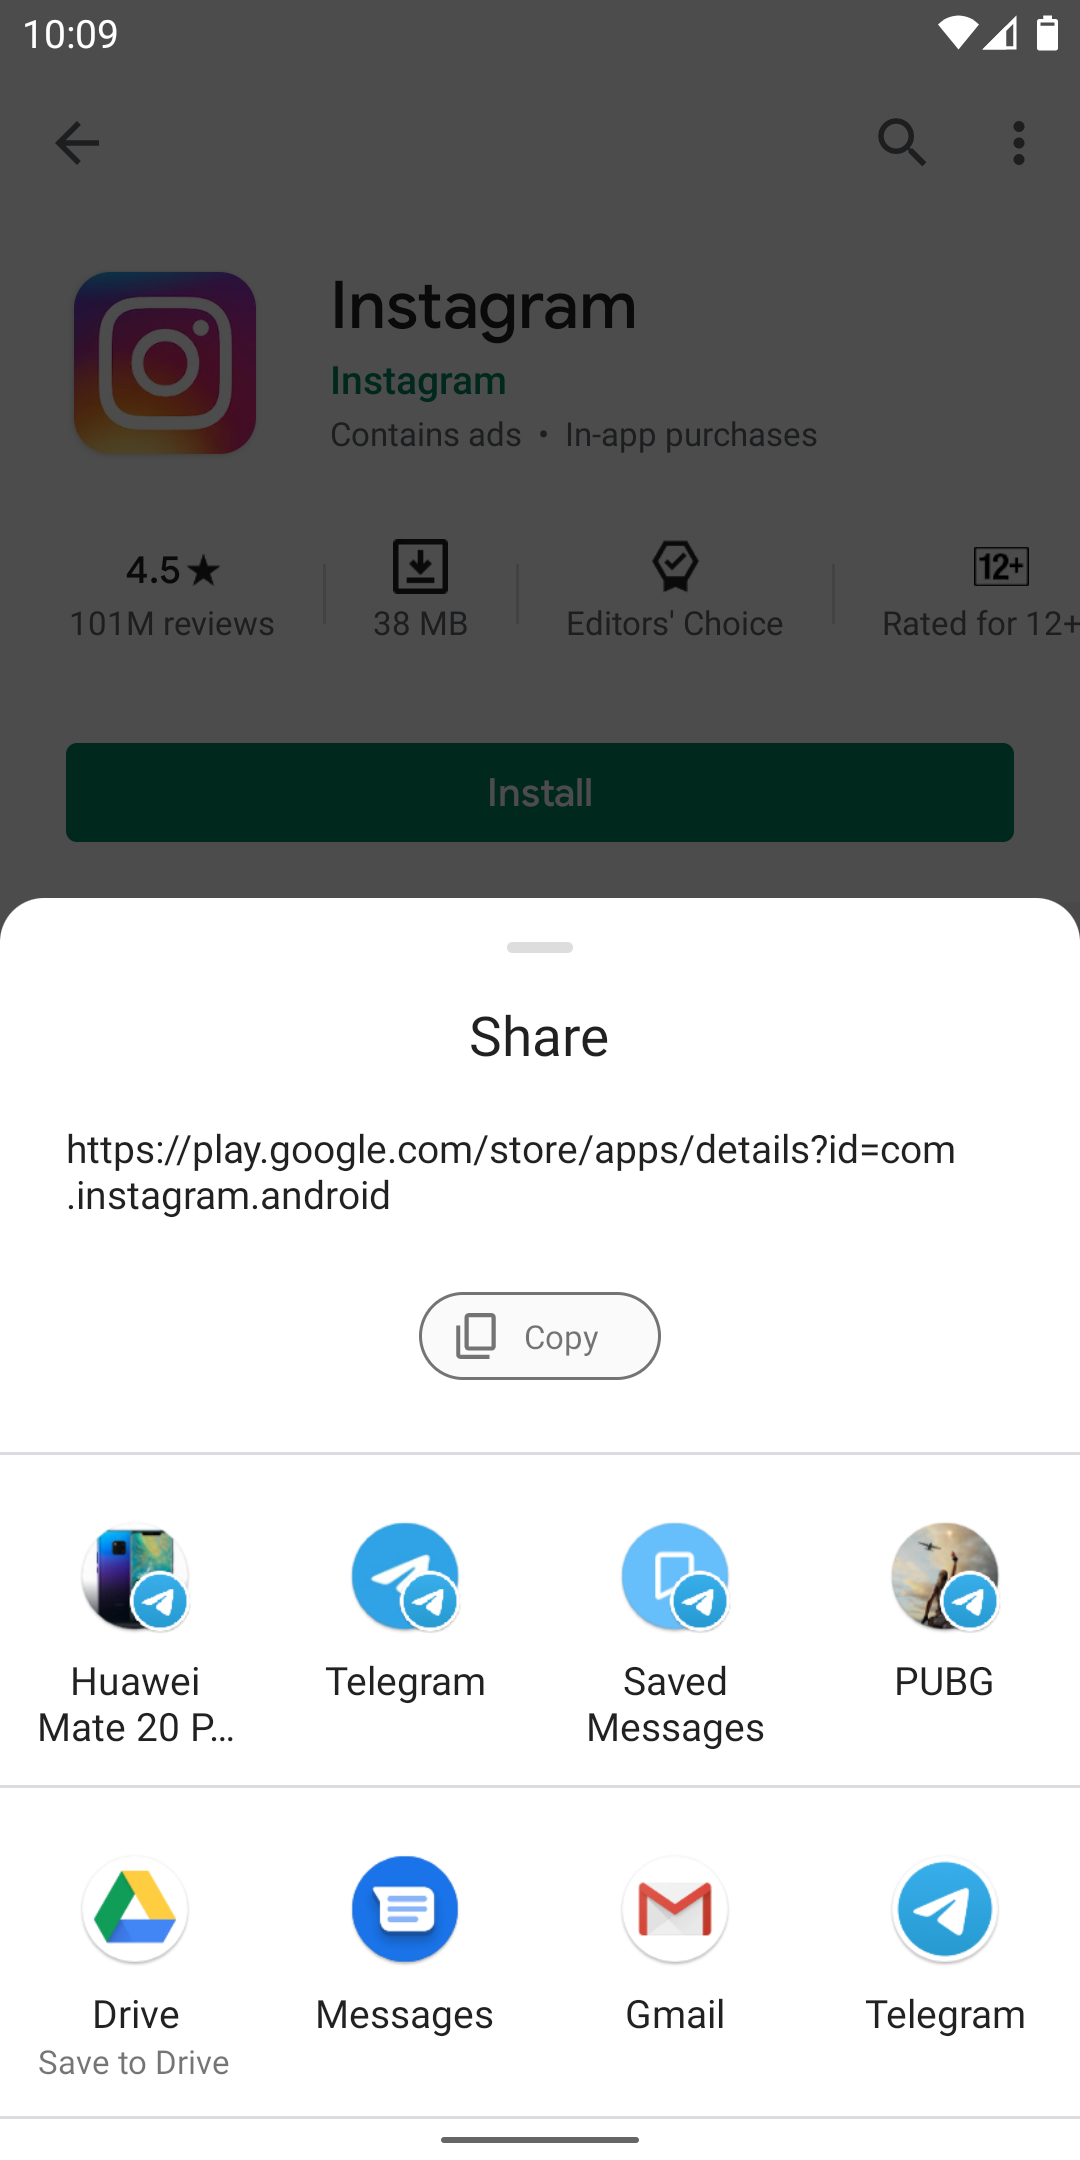 10:09
Instagram
Instagram
Contains ads • In-app purchases
4.5★
101M reviews
38 MB
Editors' Choice
12+
Rated for 12+
Install
Share
https://play.google.com/store/apps/details?id=com
.instagram.android
Copy
Huawei
Mate 20 P...
Telegram
Saved
Messages
PUBG
Drive
Save to Drive
Messages
Gmail
Telegram